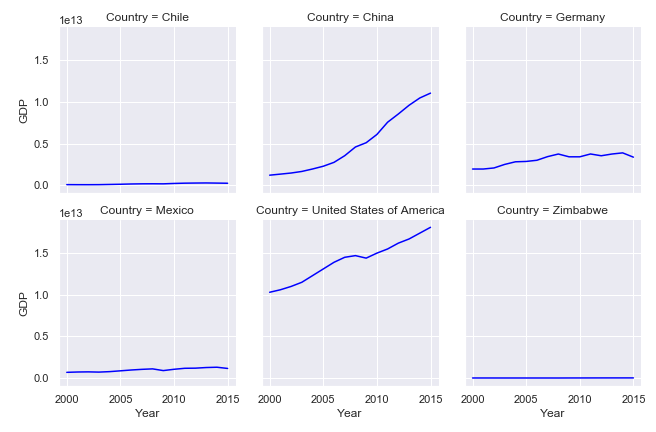 Country = Chile
Country = China
Country = Germany
1e13
1.5
1.0
0.5
0.0
GDP
Country = Mexico
Country = United States of America
Country = Zimbabwe
1e13
1.5
1.0
0.5
0.0
GDP
2000 2005 2010 2015
2000 2005 2010 2015
2000 2005 2010 2015
Year
Year
Year